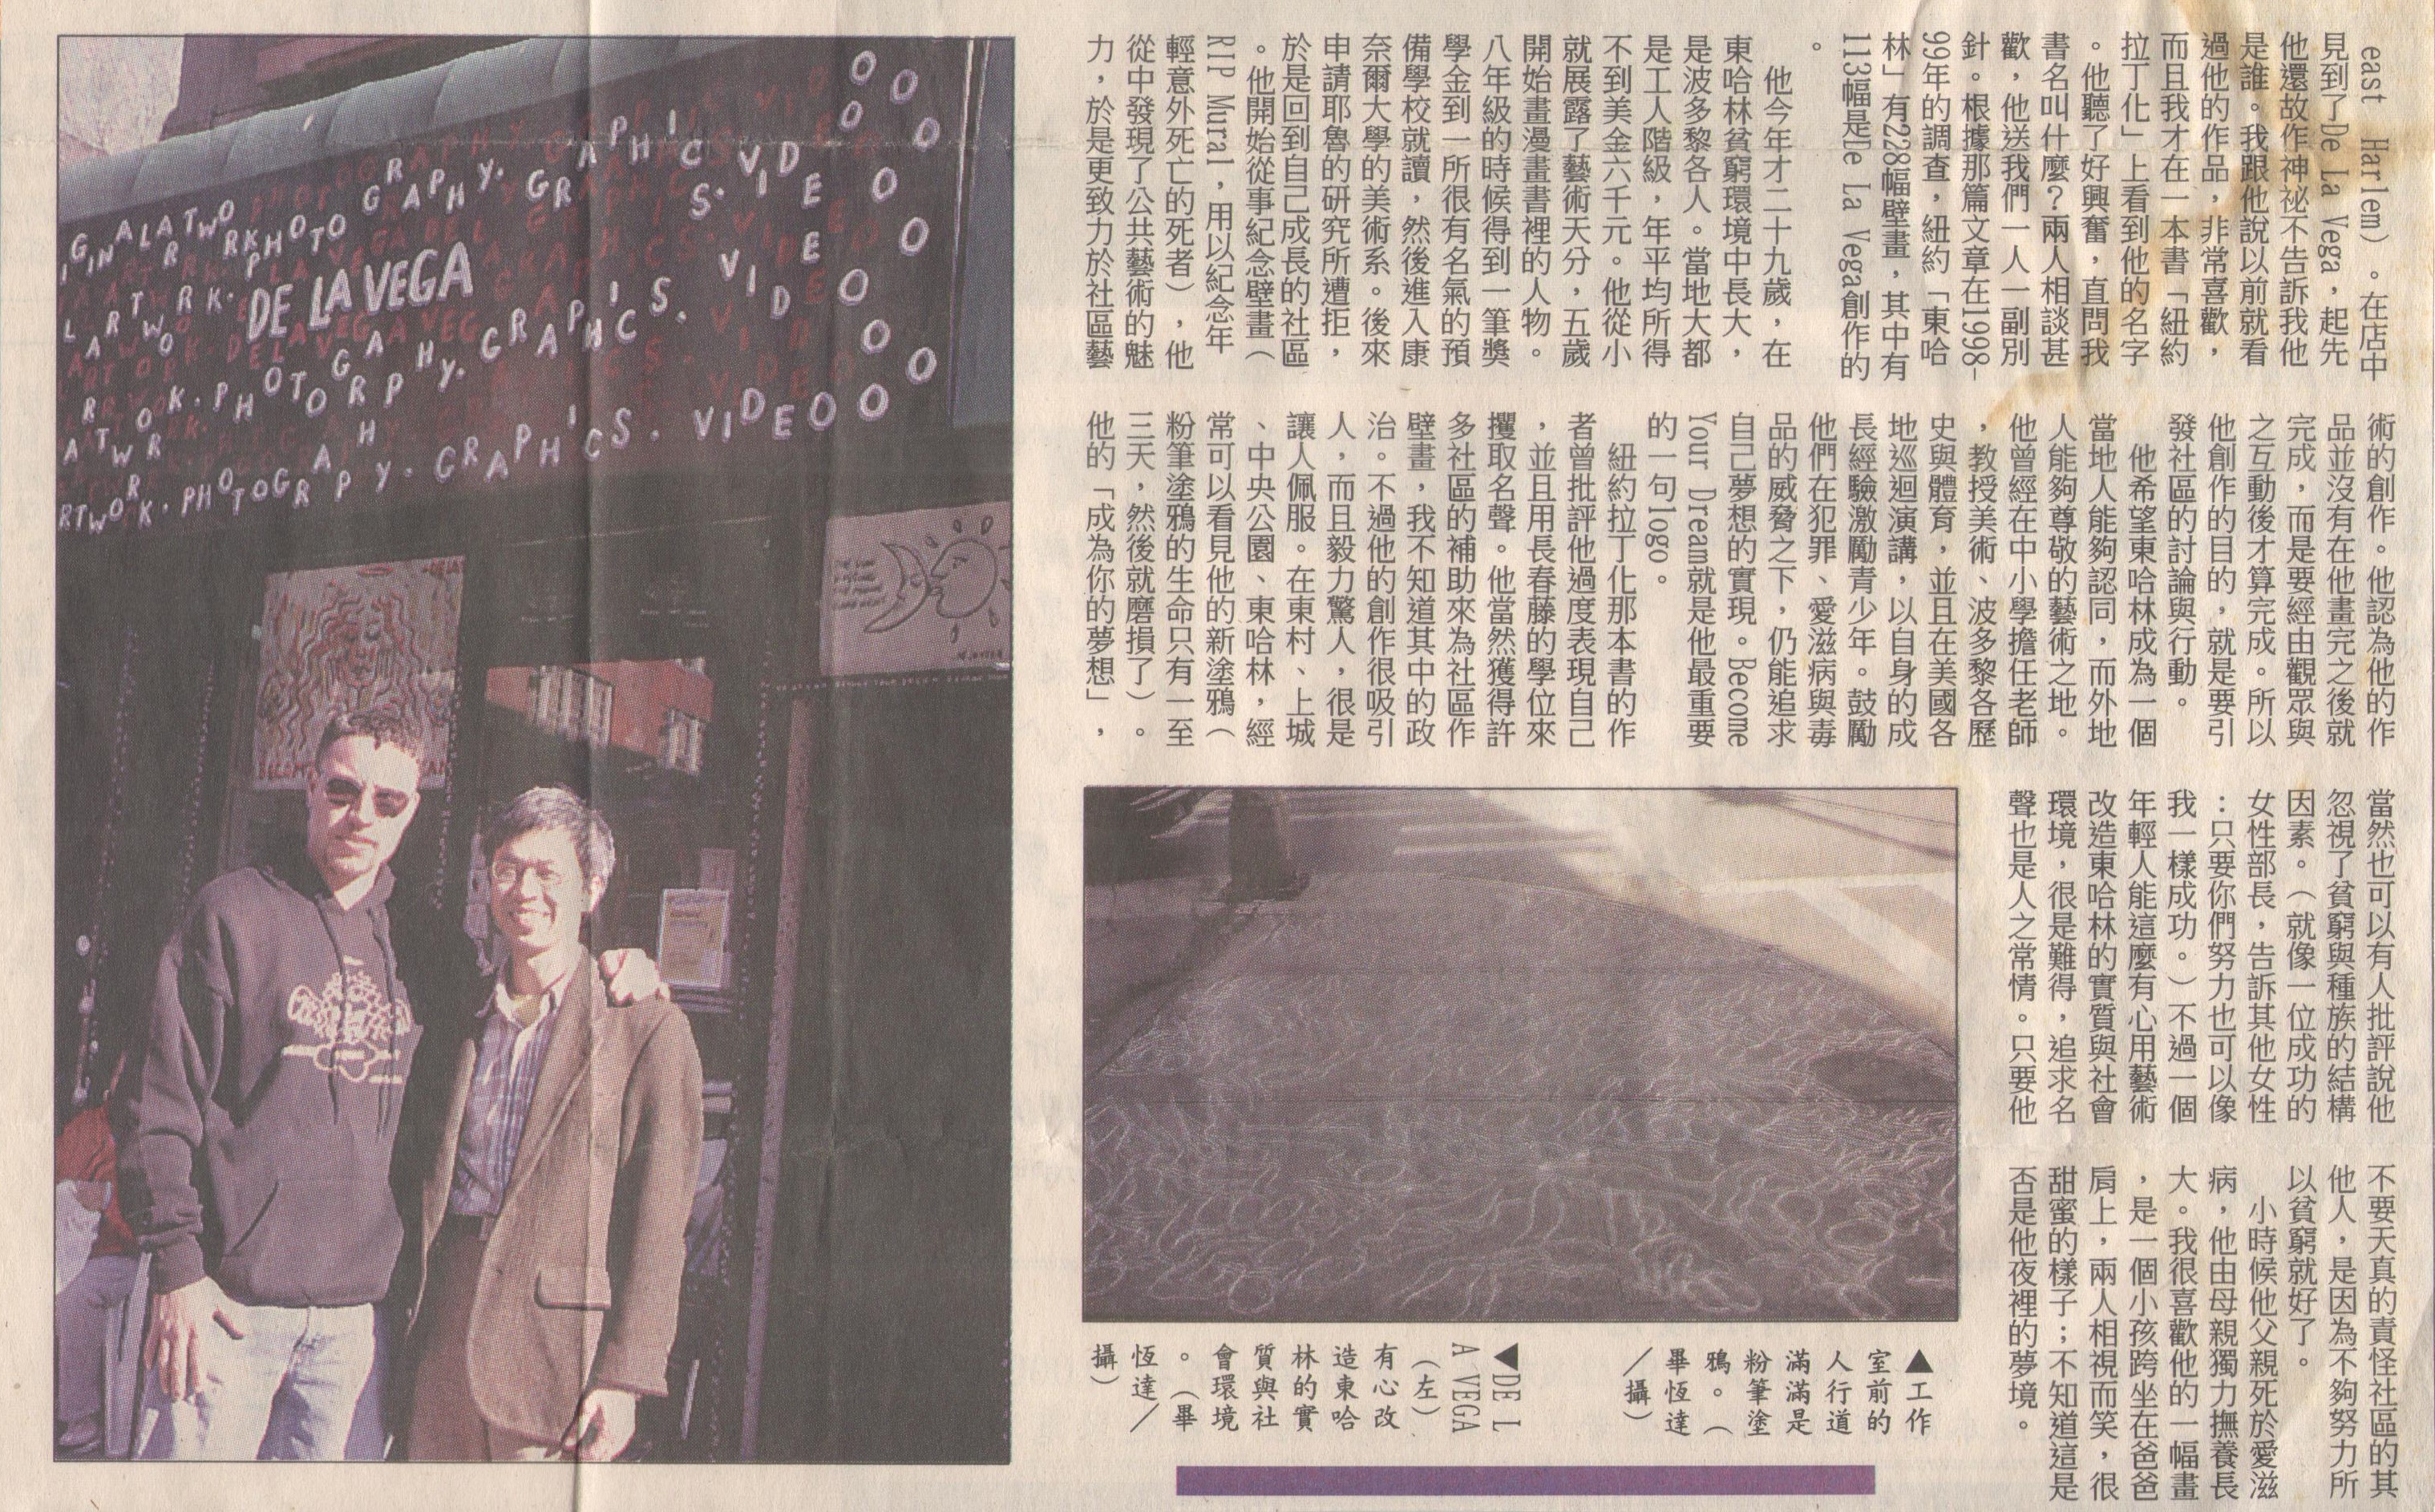 east Harlem)。在店中
見到了De La Vega，起先
他還故作神祕不告訴我他
是誰。我跟他說以前就看
過他的作品，非常喜歡，
而且我才在一本書「紐約
拉丁化」上看到他的名字
。他聽了好興奮，直問我
書名叫什麼？兩人相談甚
歡，他送我們一人一副別
針。根據那篇文章在1998-
99年的調查，紐約「東哈
林」有228幅壁畫，其中有
113幅是De La Vega創作的
。
他今年才二十九歲，在
東哈林貧窮環境中長大，
是波多黎各人。當地大都
是工人階級，年平均所得
不到美金六千元。他從小
就展露了藝術天分，五歲
開始畫漫畫書裡的人物。
八年級的時候得到一筆獎
學金到一所很有名氣的預
備學校就讀，然後進入康
奈爾大學的美術系。後來
申請耶魯的研究所遭拒，
於是回到自己成長的社區
。他開始從事紀念壁畫（
RIP Mural，用以紀念年
輕意外死亡的死者），他
從中發現了公共藝術的魅
力，於是更致力於社區藝
術的創作。他認為他的作
品並沒有在他畫完之後就
完成，而是要經由觀眾與
之互動後才算完成。所以
他創作的目的，就是要引
發社區的討論與行動。
他希望東哈林成為一個
當地人能夠認同，而外地
人能夠尊敬的藝術之地。
他曾經在中小學擔任老師
，教授美術、波多黎各歷
史與體育，並且在美國各
地巡迴演講，以自身的成
長經驗激勵青少年。鼓勵
他們在犯罪、愛滋病與毒
品的威脅之下，仍能追求
自己夢想的實現。Become
Your Dream就是他最重要
的一句logo。
紐約拉丁化那本書的作
者曾批評他過度表現自己
，並且用長春藤的學位來
攫取名聲。他當然獲得許
多社區的補助來為社區作
壁畫，我不知道其中的政
治。不過他的創作很吸引
人，而且毅力驚人，很是
讓人佩服。在東村、上城
、中央公園、東哈林，經
常可以看見他的新塗鴉（
粉筆塗鴉的生命只有一至
三天，然後就磨損了）。
他的「成為你的夢想」，
當然也可以有人批評說他
忽視了貧窮與種族的結構
因素。（就像一位成功的
女性部長，告訴其他女性
：只要你們努力也可以像
我一樣成功。）不過一個
年輕人能這麼有心用藝術
改造東哈林的實質與社會
環境，很是難得，追求名
聲也是人之常情。只要他
不要天真的責怪社區的其
他人，是因為不夠努力所
以貧窮就好了。
小時候他父親死於愛滋
病，他由母親獨力撫養長
大。我很喜歡他的一幅畫
，是一個小孩跨坐在爸爸
肩上，兩人相視而笑，很
甜蜜的樣子；不知道這是
否是他夜裡的夢境。
▲工作
室前的
人行道
滿滿是
粉筆塗
鴉。（
畢恆達
／攝）
▼DE L
A VEGA
（左）
有心改
造東哈
林的實
質與社
會環境
。（畢
恆達／
攝）
DE LA VEGA
ARTWORK. PHOTOGRAPHY. GRAPHICS. VIDEO